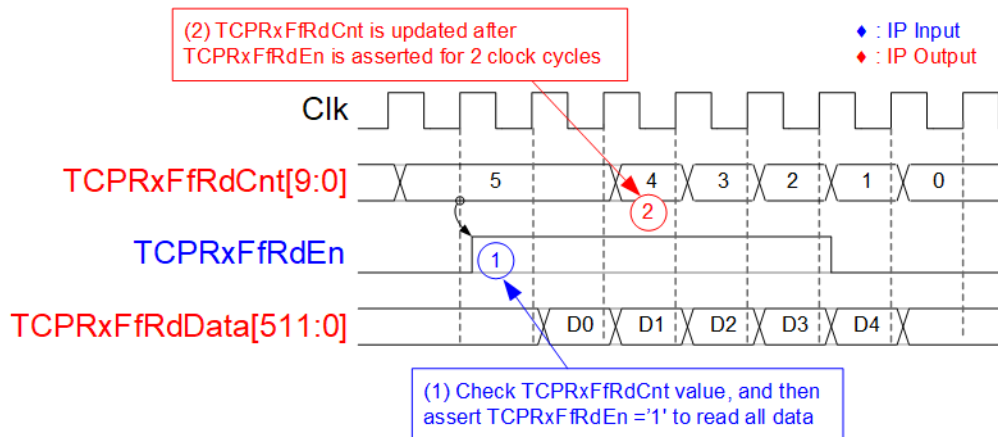 (2) TCPRxFfRdCnt is updated after
TCPRxFfRdEn is asserted for 2 clock cycles
♦ : IP Input
♦ : IP Output
Clk
TCPRxFfRdCnt[9:0]
5
4
3
2
1
0
2
TCPRxFfRdEn
1
TCPRxFfRdData[511:0]
D0
D1
D2
D3
D4
(1) Check TCPRxFfRdCnt value, and then
assert TCPRxFfRdEn ='1' to read all data